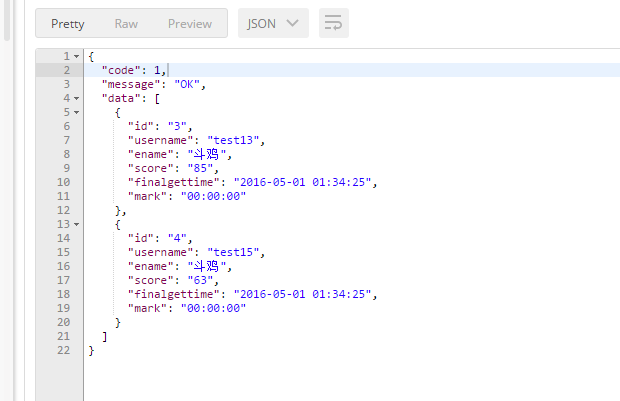 Pretty Raw Preview JSON
1 {
2 "code": 1,
3 "message": "OK",
4 "data": [
5 {
6 "id": "3",
7 "username": "test13",
8 "ename": "斗鸡",
9 "score": "85",
10 "finalgettime": "2016-05-01 01:34:25",
11 "mark": "00:00:00"
12 },
13 {
14 "id": "4",
15 "username": "test15",
16 "ename": "斗鸡",
17 "score": "63",
18 "finalgettime": "2016-05-01 01:34:25",
19 "mark": "00:00:00"
20 }
21 ]
22 }